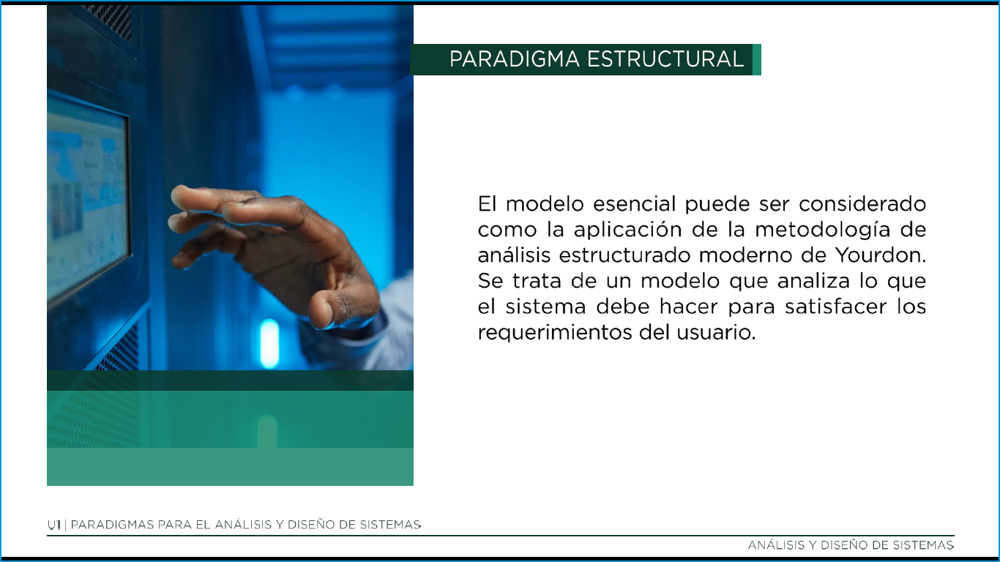 PARADIGMA ESTRUCTURAL
El modelo esencial puede ser considerado
como la aplicación de la metodología de
análisis estructurado moderno de Yourdon.
Se trata de un modelo que analiza lo que
el sistema debe hacer para satisfacer los
requerimientos del usuario.
U1 | PARADIGMAS PARA EL ANÁLISIS Y DISEÑO DE SISTEMAS
ANÁLISIS Y DISEÑO DE SISTEMAS